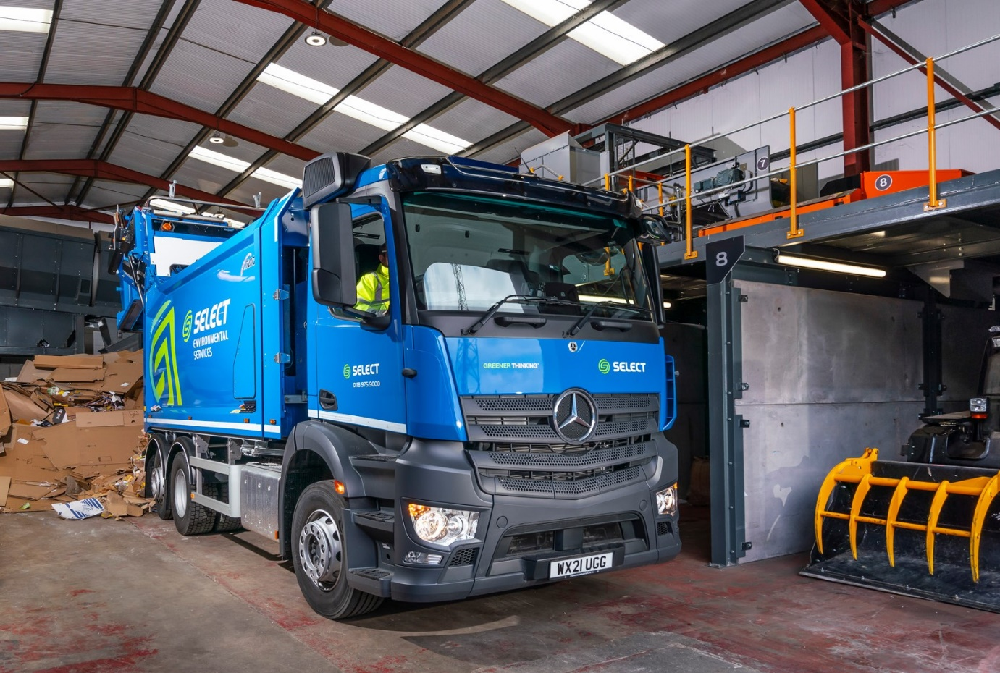 7
8
8
SELECT
ENVIRONMENTAL
SERVICES
SELECT
0118 975 9000
GREENER THINKING
SELECT
WX21 UGG